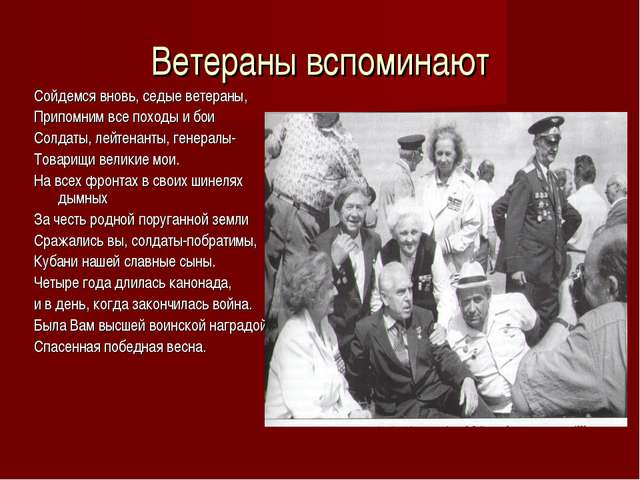 Ветераны вспоминают
Сойдемся вновь, седые ветераны,
Припомним все походы и бои
Солдаты, лейтенанты, генералы-
Товарищи великие мои.
На всех фронтах в своих шинелях
дымных
За честь родной поруганной земли
Сражались вы, солдаты-побратимы,
Кубани нашей славные сыны.
Четыре года длилась канонада,
и в день, когда закончилась война.
Была Вам высшей воинской наградой
Спасенная победная весна.